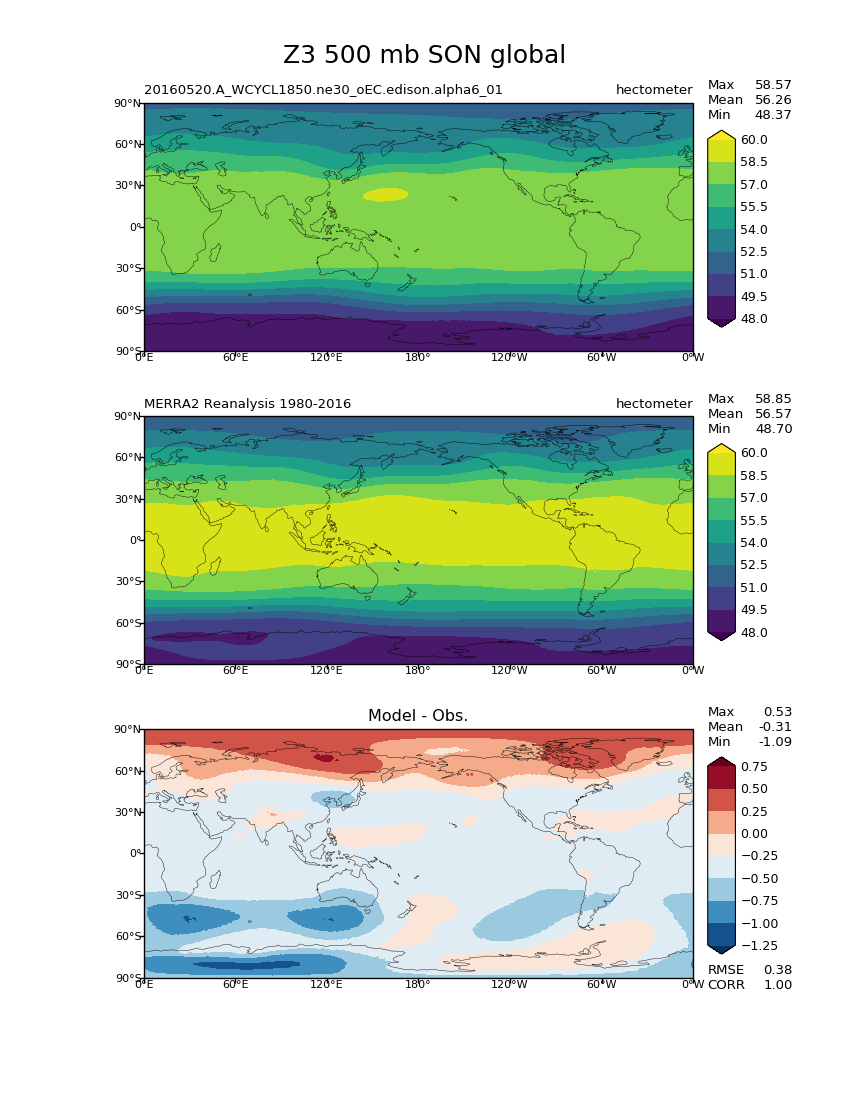 Z3 500 mb SON global
20160520.A_WCYCL1850.ne30_oEC.edison.alpha6_01 hectometer
Max 58.57
Mean 56.26
Min 48.37
90°N
60°N
30°N
0°
30°S
60°S
90°S
0°E 60°E 120°E 180° 120°W 60°W 0°W
60.0
58.5
57.0
55.5
54.0
52.5
51.0
49.5
48.0
MERRA2 Reanalysis 1980-2016 hectometer
Max 58.85
Mean 56.57
Min 48.70
90°N
60°N
30°N
0°
30°S
60°S
90°S
0°E 60°E 120°E 180° 120°W 60°W 0°W
60.0
58.5
57.0
55.5
54.0
52.5
51.0
49.5
48.0
Model - Obs.
Max 0.53
Mean -0.31
Min -1.09
90°N
60°N
30°N
0°
30°S
60°S
90°S
0°E 60°E 120°E 180° 120°W 60°W 0°W
0.75
0.50
0.25
0.00
−0.25
−0.50
−0.75
−1.00
−1.25
RMSE 0.38
CORR 1.00